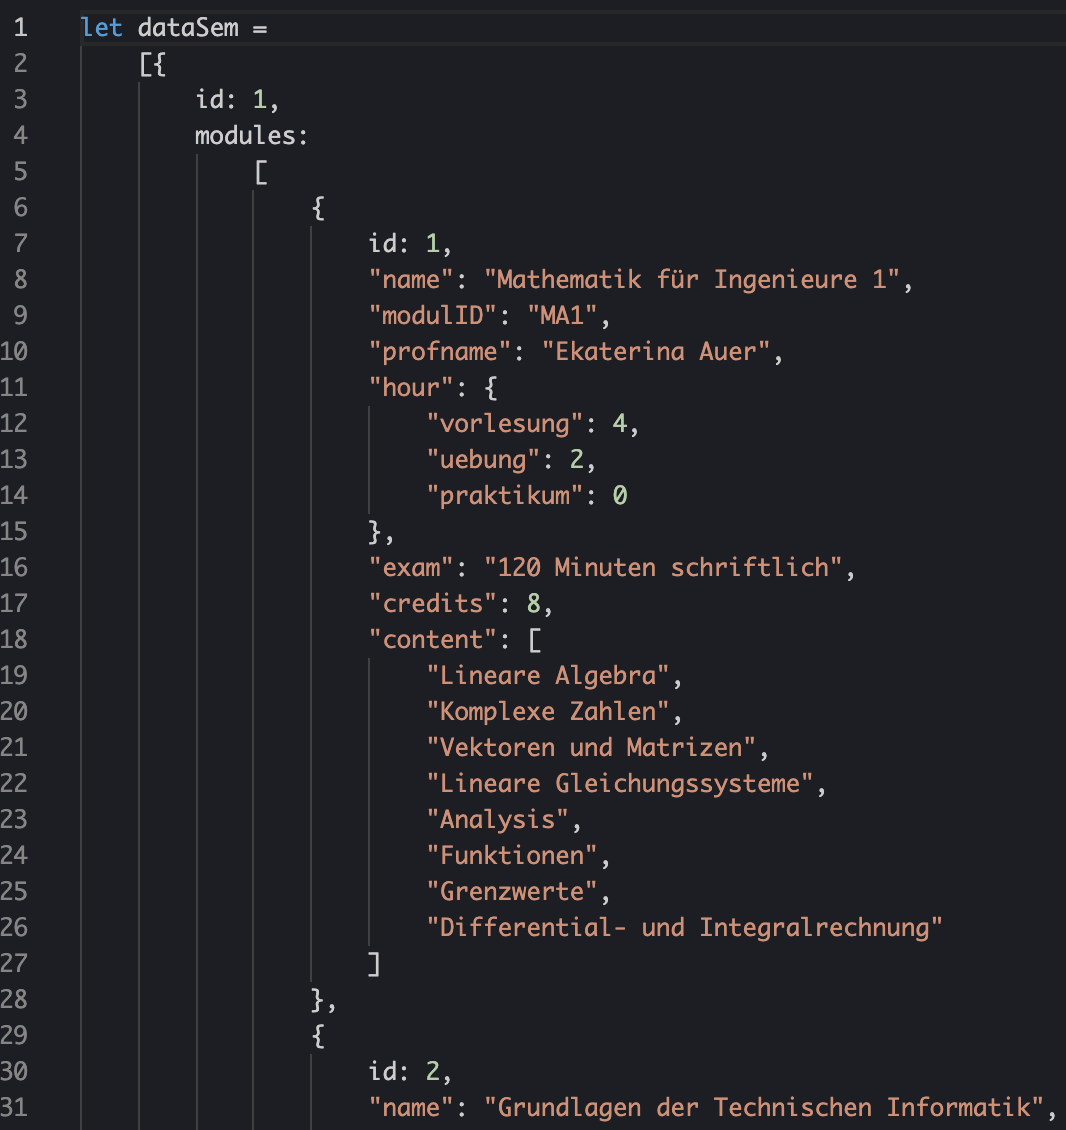 1 let dataSem =
2 [{
3 id: 1,
4 modules:
5 [
6 {
7 id: 1,
8 "name": "Mathematik für Ingenieure 1",
9 "modulID": "MA1",
10 "profname": "Ekaterina Auer",
11 "hour": {
12 "vorlesung": 4,
13 "uebung": 2,
14 "praktikum": 0
15 },
16 "exam": "120 Minuten schriftlich",
17 "credits": 8,
18 "content": [
19 "Lineare Algebra",
20 "Komplexe Zahlen",
21 "Vektoren und Matrizen",
22 "Lineare Gleichungssysteme",
23 "Analysis",
24 "Funktionen",
25 "Grenzwerte",
26 "Differential- und Integralrechnung"
27 ]
28 },
29 {
30 id: 2,
31 "name": "Grundlagen der Technischen Informatik",